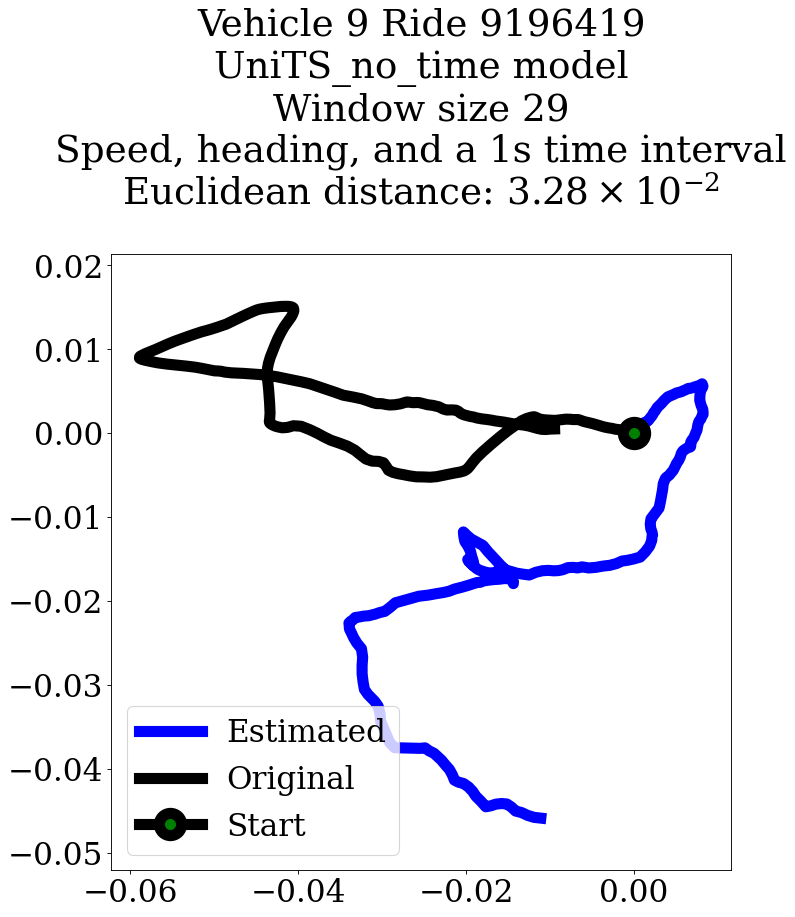 Vehicle 9 Ride 9196419
UniTS_no_time model
Window size 29
Speed, heading, and a 1s time interval
Euclidean distance: 3.28 × 10⁻²
0.02
0.01
0.00
−0.01
−0.02
−0.03
−0.04
−0.05
Estimated
Original
Start
−0.06
−0.04
−0.02
0.00